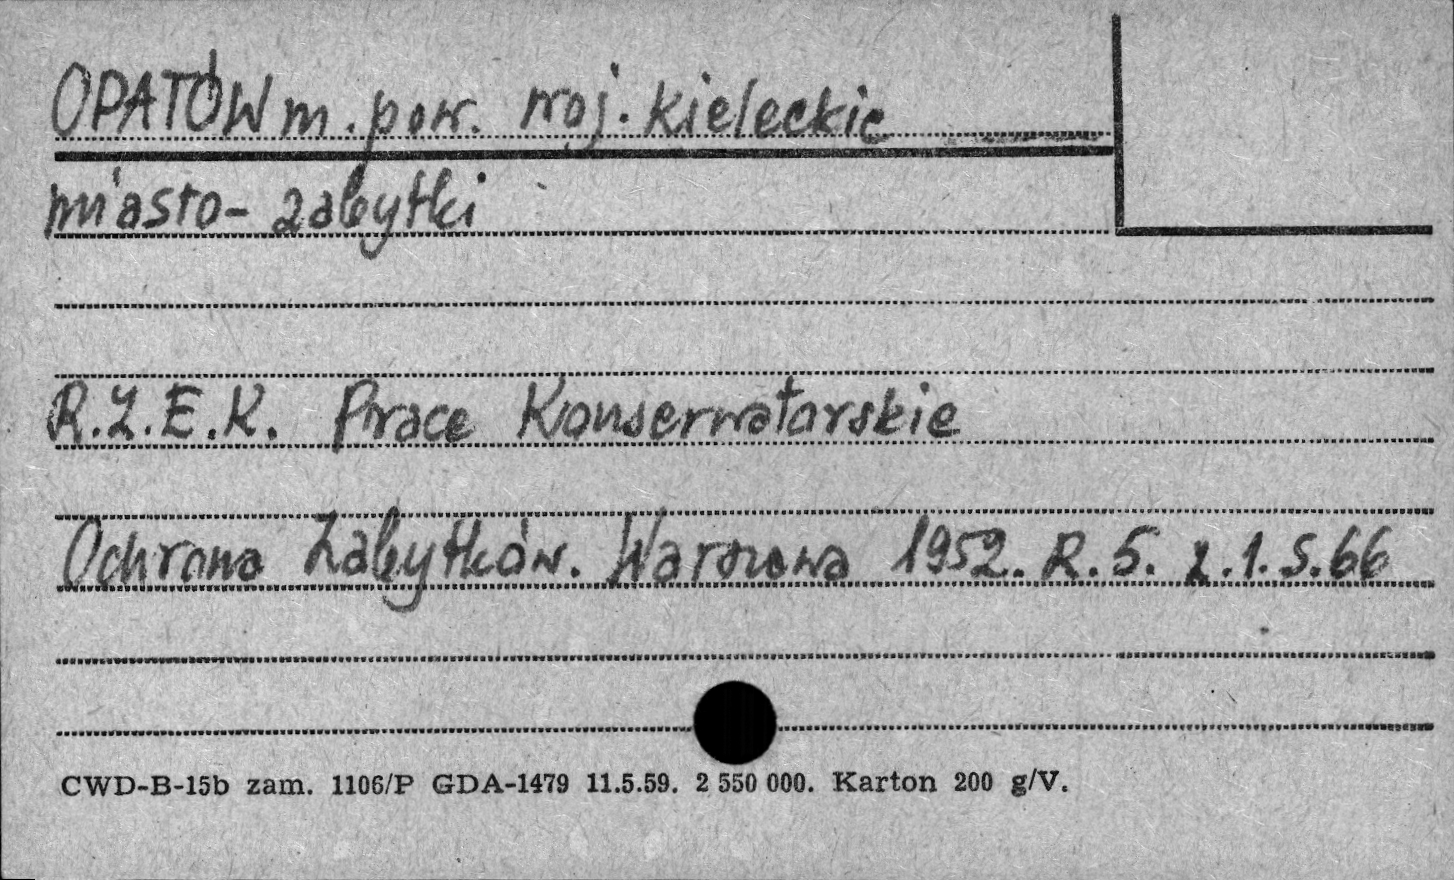 OPATÓW m. pow. woj. kieleckie
miasto - zabytki
R.Z.E.K. Prace Konserwatorskie
Ochrona Zabytków. Warszawa 1952. R. 5. z. 1. s. 66
CWD-B-15b zam. 1106/P GDA-1479 11.5.59. 2 550 000. Karton 200 g/V.